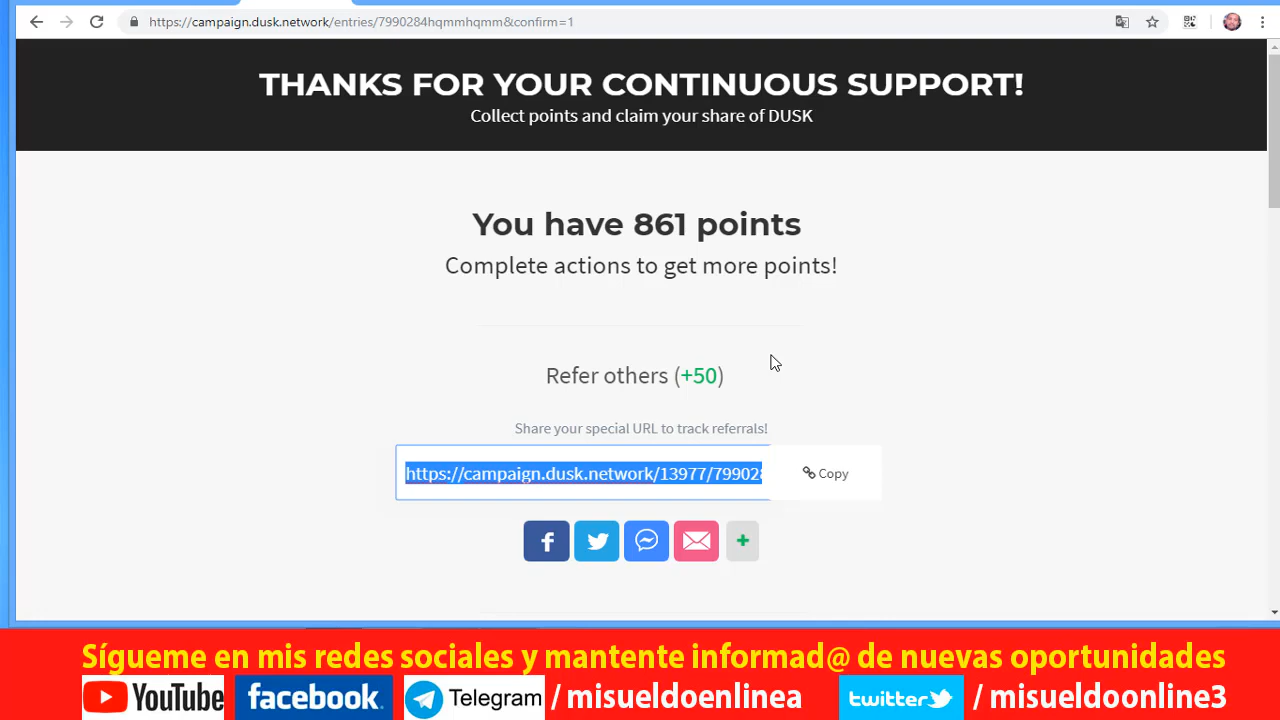 https://campaign.dusk.network/entries/7990284hqmmhqmm&confirm=1
THANKS FOR YOUR CONTINUOUS SUPPORT!
Collect points and claim your share of DUSK
You have 861 points
Complete actions to get more points!
Refer others (+50)
Share your special URL to track referrals!
https://campaign.dusk.network/13977/79902 Copy
+
Sígueme en mis redes sociales y mantente informad@ de nuevas oportunidades
YouTube facebook. Telegram / misueldoenlinea twitter / misueldoonline3